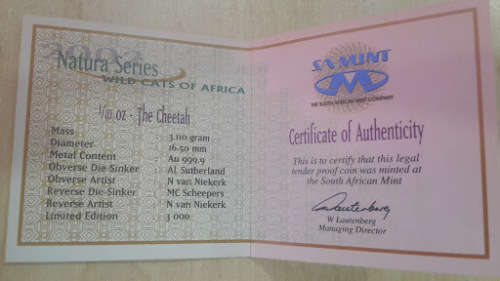 2002
Natura Series
WILD CATS OF AFRICA
1/10 oz - The Cheetah
Mass : 3.110 gram
Diameter : 16.50 mm
Metal Content : Au 999.9
Obverse Die-Sinker : AL Sutherland
Obverse Artist : N van Niekerk
Reverse Die-Sinker : MC Scheepers
Reverse Artist : N van Niekerk
Limited Edition : 3 000
SA MINT
M
THE SOUTH AFRICAN MINT COMPANY
Certificate of Authenticity
This is to certify that this legal
tender proof coin was minted at
the South African Mint
W Lautenberg
Managing Director